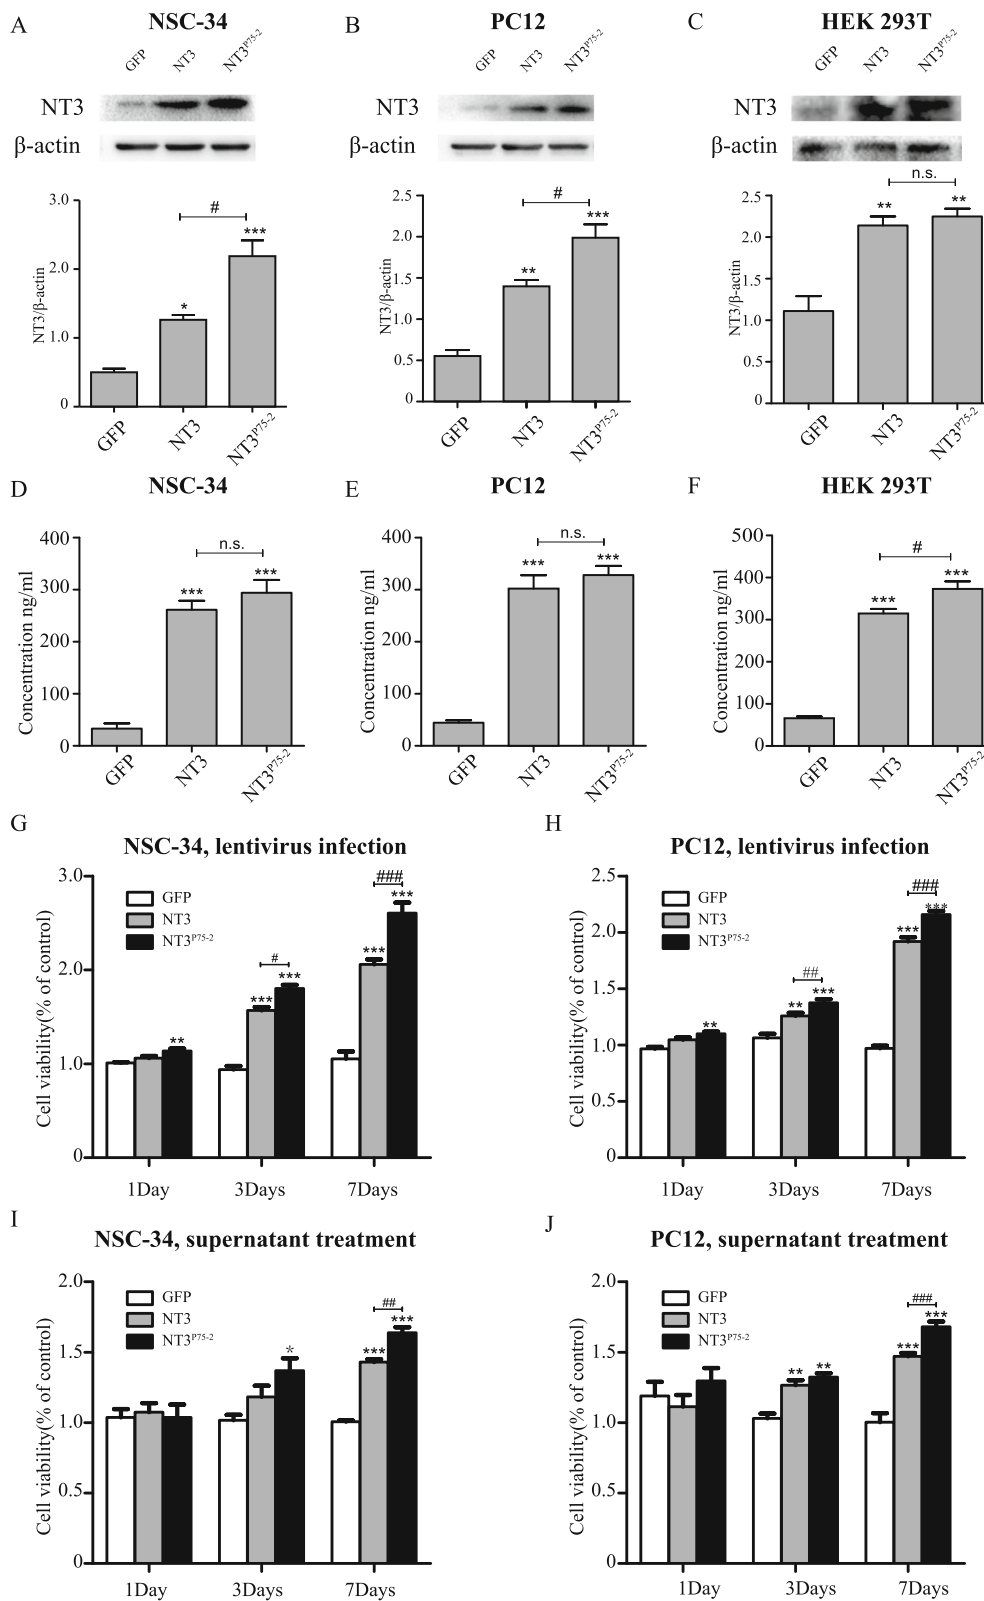 A NSC-34
GFP NT3 NT3P75-2
NT3
β-actin
3.0
2.0
1.0
0
NT3/β-actin
#
* ***
GFP NT3 NT3P75-2
B PC12
GFP NT3 NT3P75-2
NT3
β-actin
2.5
2.0
1.5
1.0
0.5
0
NT3/β-actin
#
** ***
GFP NT3 NT3P75-2
C HEK 293T
GFP NT3 NT3P75-2
NT3
β-actin
2.5
2.0
1.5
1.0
0.5
0
NT3/β-actin
n.s.
** **
GFP NT3 NT3P75-2
D NSC-34
400
300
200
100
0
Concentration ng/ml
n.s.
*** ***
GFP NT3 NT3P75-2
E PC12
400
300
300
100
0
Concentration ng/ml
n.s.
*** ***
GFP NT3 NT3P75-2
F HEK 293T
500
400
300
200
100
0
Concentration ng/ml
#
*** ***
GFP NT3 NT3P75-2
G
NSC-34, lentivirus infection
3.0
2.0
1.0
0
Cell viability(% of control)
GFP
NT3
NT3P75-2
**
# *** ***
### *** ***
1Day 3Days 7Days
H
PC12, lentivirus infection
2.5
2.0
1.5
1.0
0.5
0
Cell viability(% of control)
GFP
NT3
NT3P75-2
**
## ** ***
### *** ***
1Day 3Days 7Days
I
NSC-34, supernatant treatment
2.0
1.5
1.0
0.5
0
Cell viability(% of control)
GFP
NT3
NT3P75-2
*
## *** ***
1Day 3Days 7Days
J
PC12, supernatant treatment
2.0
1.5
1.0
0.5
0
Cell viability(% of control)
GFP
NT3
NT3P75-2
** **
### *** ***
1Day 3Days 7Days